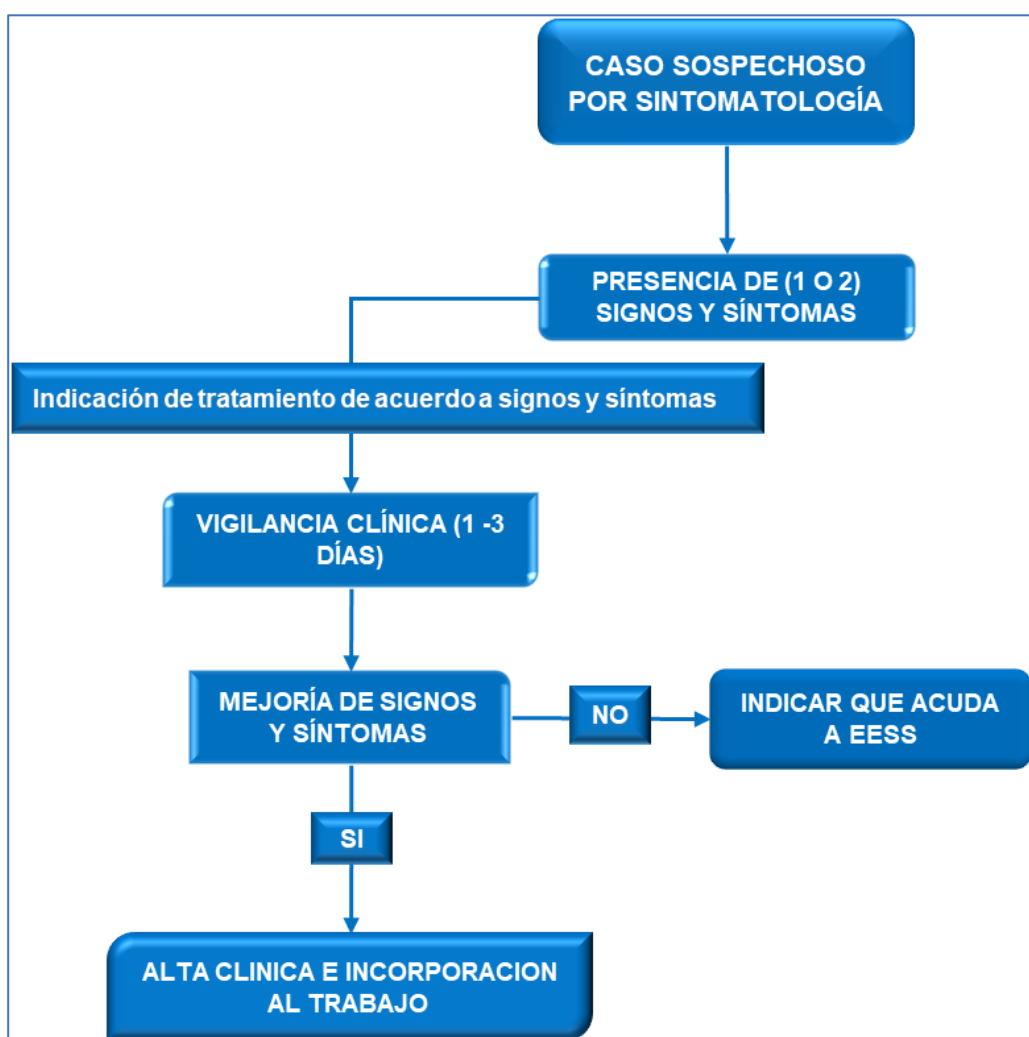 CASO SOSPECHOSO
POR SINTOMATOLOGÍA
PRESENCIA DE (1 O 2)
SIGNOS Y SÍNTOMAS
Indicación de tratamiento de acuerdo a signos y síntomas
VIGILANCIA CLÍNICA (1 -3
DÍAS)
MEJORÍA DE SIGNOS
Y SÍNTOMAS
NO
INDICAR QUE ACUDA
A EESS
SI
ALTA CLINICA E INCORPORACION
AL TRABAJO